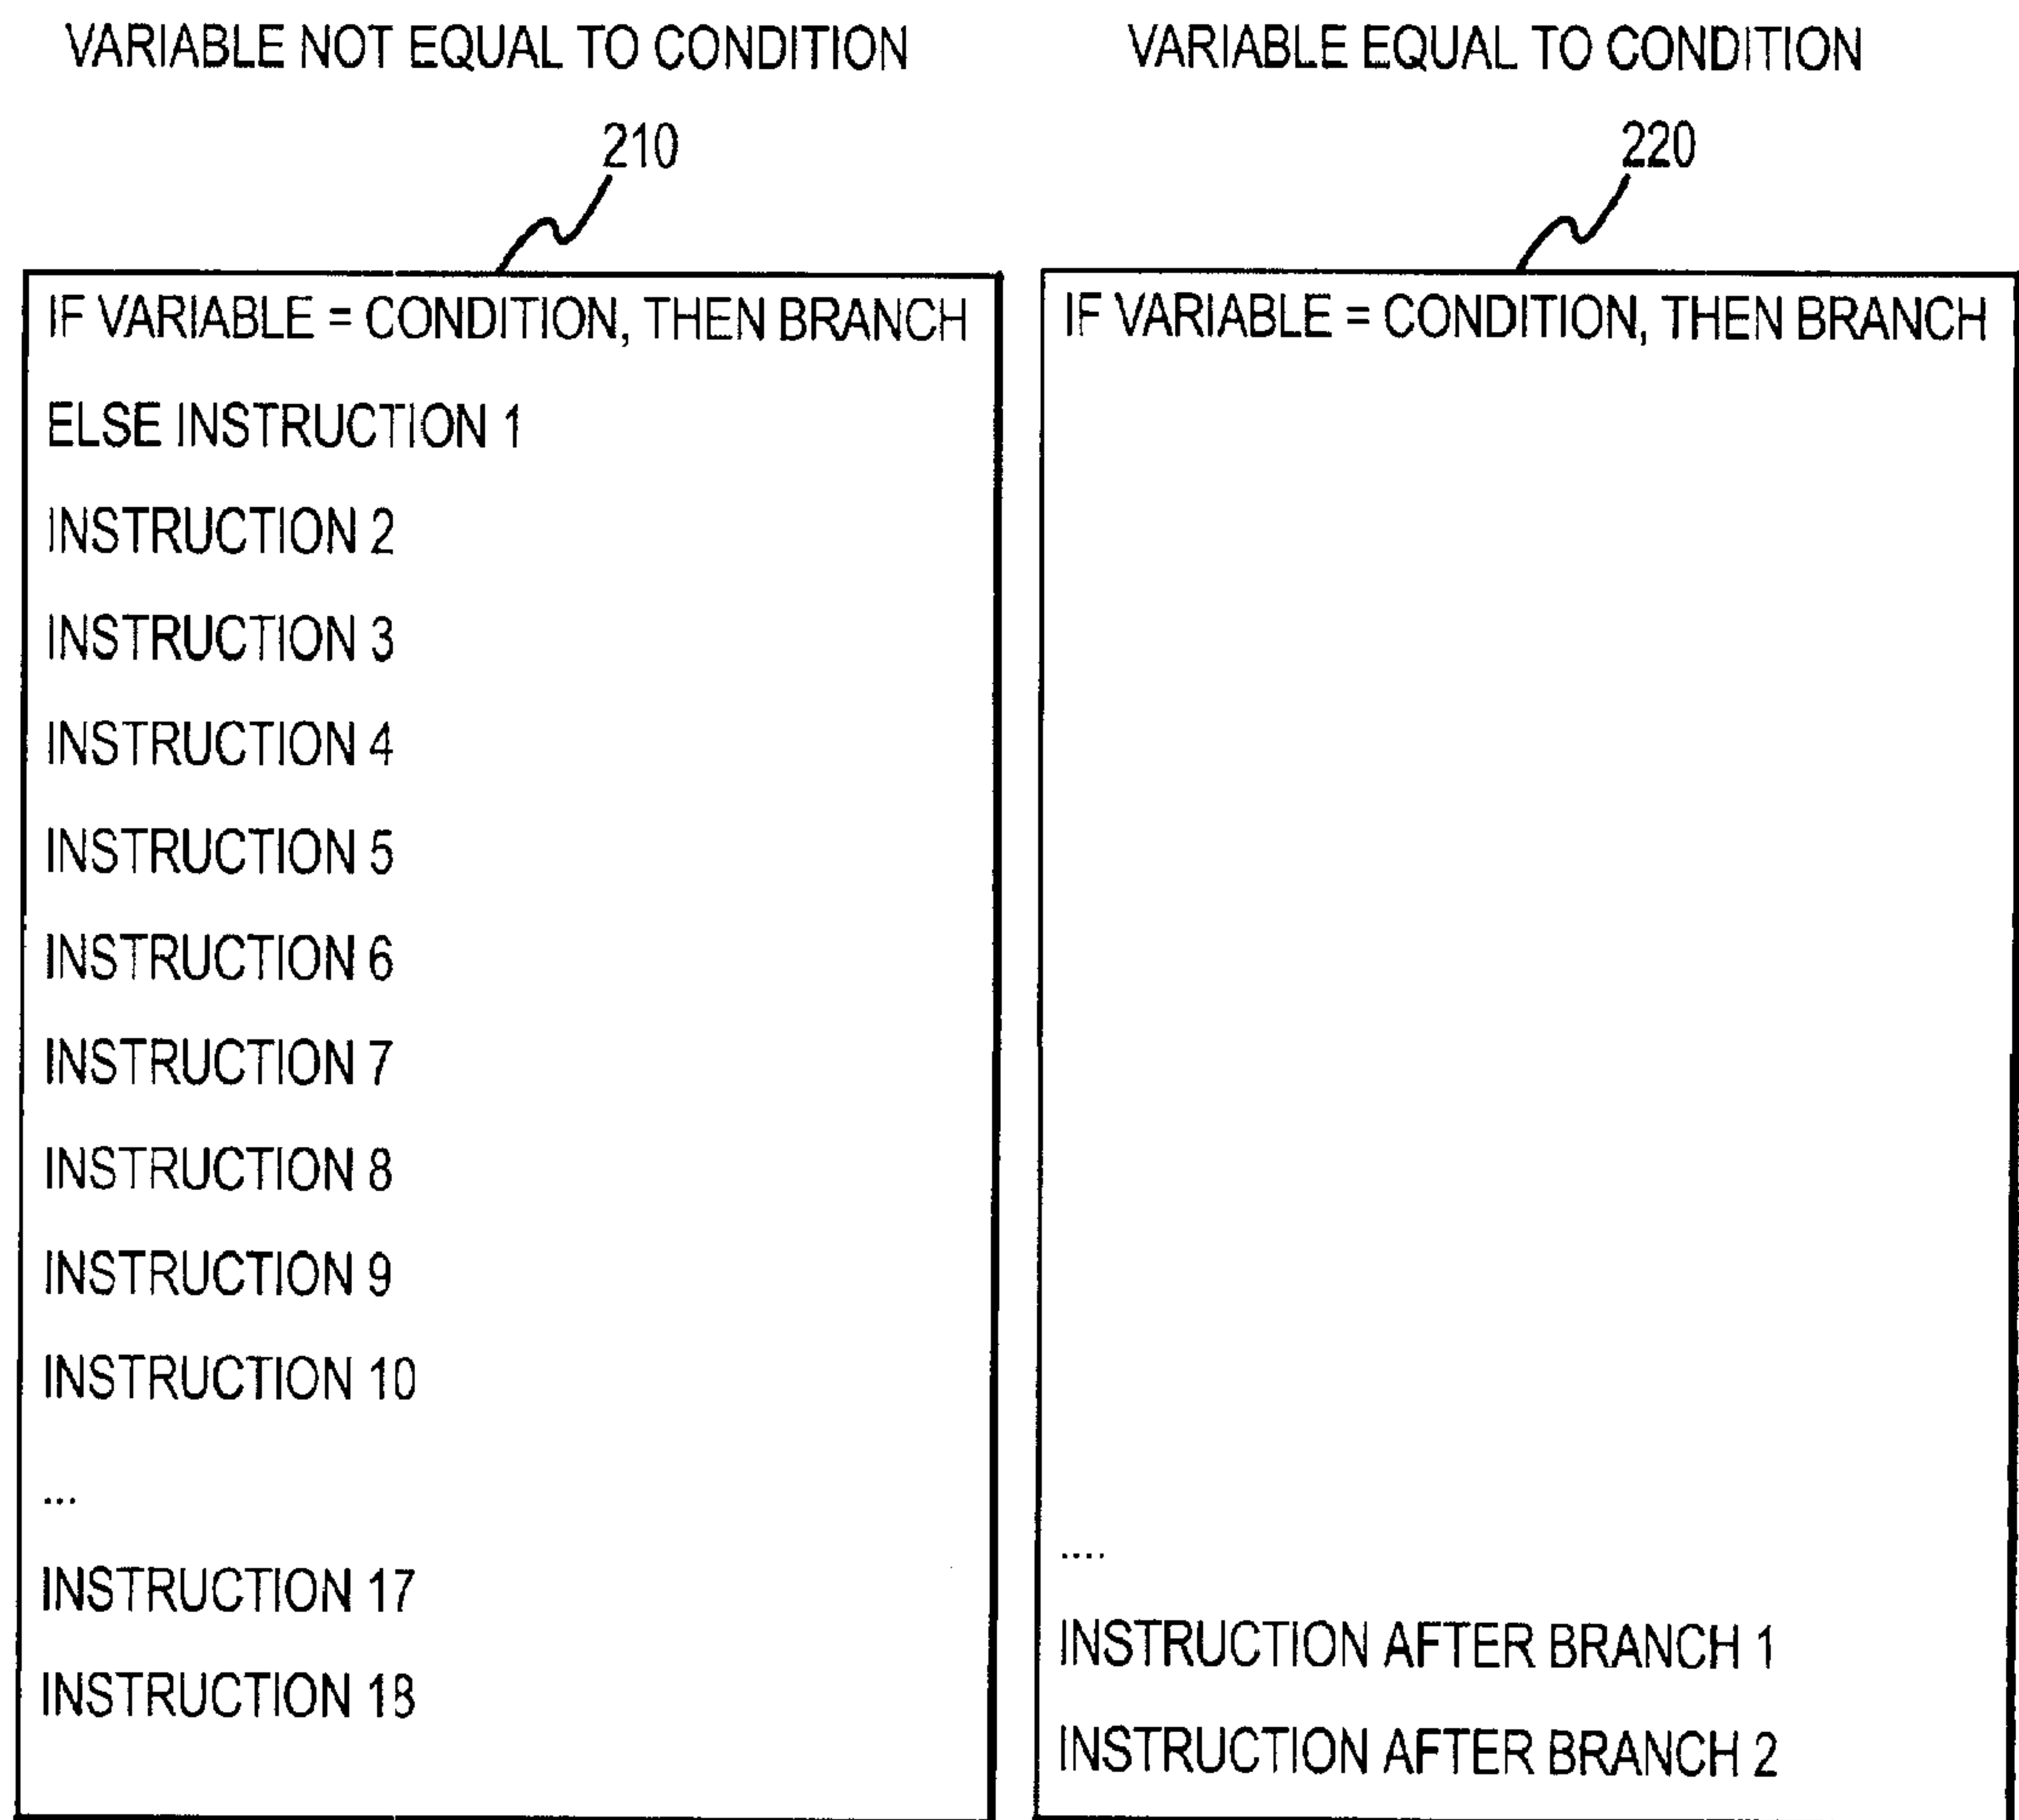 VARIABLE NOT EQUAL TO CONDITION
210
IF VARIABLE = CONDITION, THEN BRANCH
ELSE INSTRUCTION 1
INSTRUCTION 2
INSTRUCTION 3
INSTRUCTION 4
INSTRUCTION 5
INSTRUCTION 6
INSTRUCTION 7
INSTRUCTION 8
INSTRUCTION 9
INSTRUCTION 10
...
INSTRUCTION 17
INSTRUCTION 18
VARIABLE EQUAL TO CONDITION
220
IF VARIABLE = CONDITION, THEN BRANCH
....
INSTRUCTION AFTER BRANCH 1
INSTRUCTION AFTER BRANCH 2